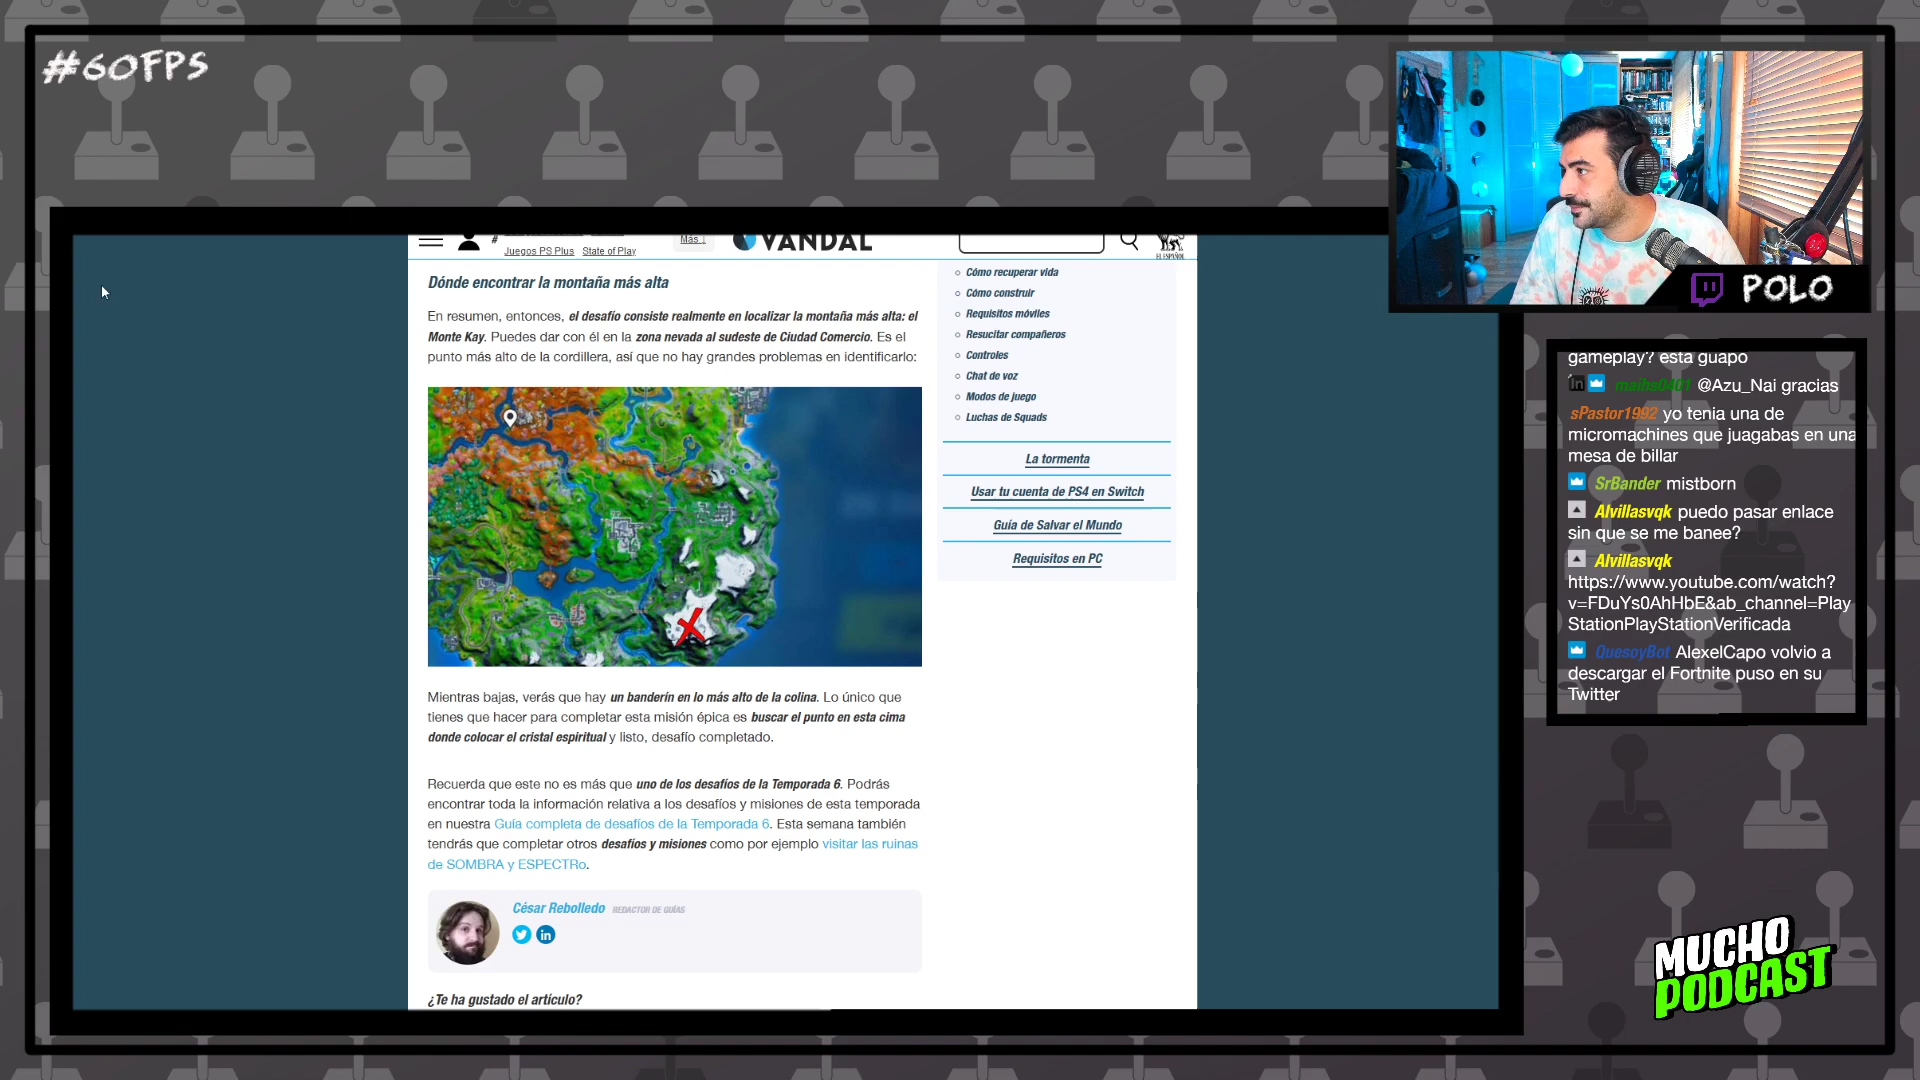 #60FPS
#
Juegos PS Plus State of Play
Más ↓
VANDAL
EL ESPAÑOL
Dónde encontrar la montaña más alta
En resumen, entonces, el desafío consiste realmente en localizar la montaña más alta: el
Monte Kay. Puedes dar con él en la zona nevada al sudeste de Ciudad Comercio. Es el
punto más alto de la cordillera, así que no hay grandes problemas en identificarlo:
Mientras bajas, verás que hay un banderín en lo más alto de la colina. Lo único que
tienes que hacer para completar esta misión épica es buscar el punto en esta cima
donde colocar el cristal espiritual y listo, desafío completado.
Recuerda que este no es más que uno de los desafíos de la Temporada 6. Podrás
encontrar toda la información relativa a los desafíos y misiones de esta temporada
en nuestra Guía completa de desafíos de la Temporada 6. Esta semana también
tendrás que completar otros desafíos y misiones como por ejemplo visitar las ruinas
de SOMBRA y ESPECTRo.
César Rebolledo REDACTOR DE GUÍAS
¿Te ha gustado el artículo?
Cómo recuperar vida
Cómo construir
Requisitos móviles
Resucitar compañeros
Controles
Chat de voz
Modos de juego
Luchas de Squads
La tormenta
Usar tu cuenta de PS4 en Switch
Guía de Salvar el Mundo
Requisitos en PC
POLO
gameplay? esta guapo
maihs0401 @Azu_Nai gracias
sPastor1992 yo tenia una de
micromachines que juagabas en una
mesa de billar
SrBander mistborn
Alvillasvqk puedo pasar enlace
sin que se me banee?
Alvillasvqk
https://www.youtube.com/watch?
v=FDuYs0AhHbE&ab_channel=Play
StationPlayStationVerificada
QuesoyBot AlexelCapo volvio a
descargar el Fortnite puso en su
Twitter
MUCHO
PODCAST